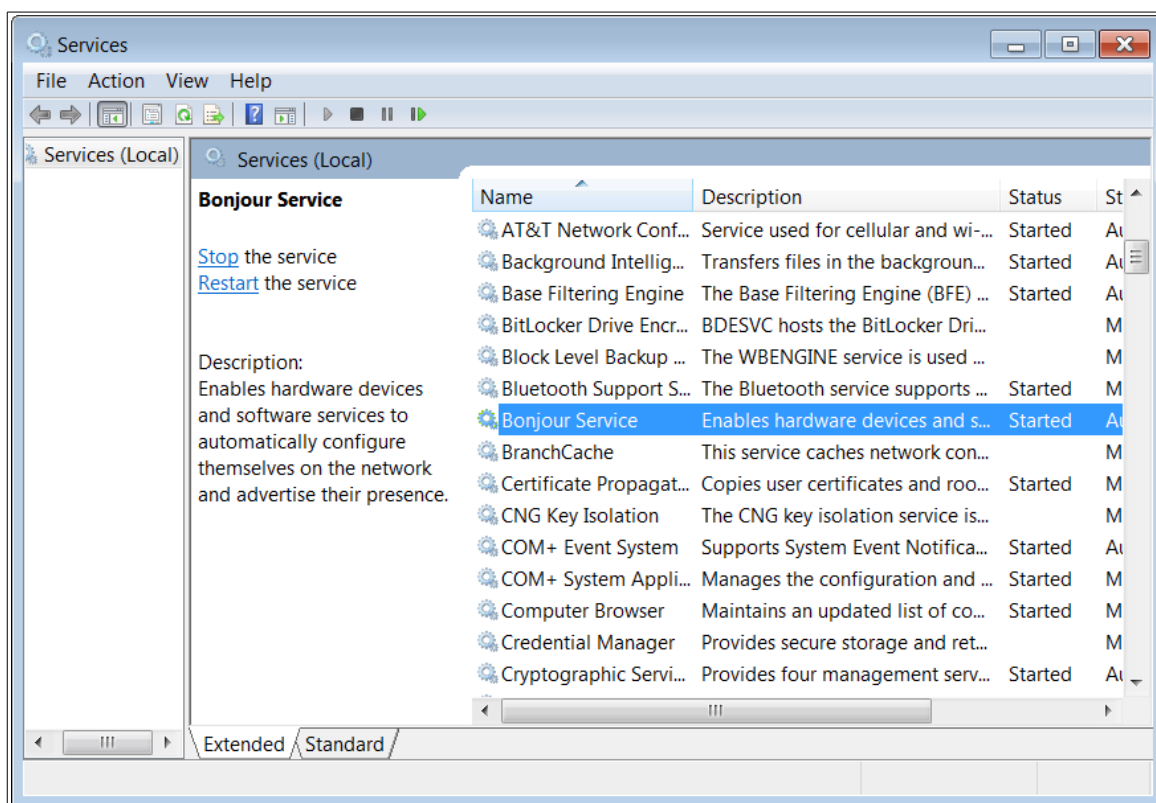 Services
File Action View Help
Services (Local)
Services (Local)
Bonjour Service
Stop the service
Restart the service
Description:
Enables hardware devices
and software services to
automatically configure
themselves on the network
and advertise their presence.
Name Description Status St
AT&T Network Conf... Service used for cellular and wi-... Started Au
Background Intellig... Transfers files in the backgroun... Started Au
Base Filtering Engine The Base Filtering Engine (BFE) ... Started Au
BitLocker Drive Encr... BDESVC hosts the BitLocker Dri... M
Block Level Backup ... The WBENGINE service is used ... M
Bluetooth Support S... The Bluetooth service supports ... Started M
Bonjour Service Enables hardware devices and s... Started Au
BranchCache This service caches network con... M
Certificate Propagat... Copies user certificates and roo... Started M
CNG Key Isolation The CNG key isolation service is... M
COM+ Event System Supports System Event Notifica... Started Au
COM+ System Appli... Manages the configuration and ... Started M
Computer Browser Maintains an updated list of co... Started M
Credential Manager Provides secure storage and ret... M
Cryptographic Servi... Provides four management serv... Started Au
Extended Standard